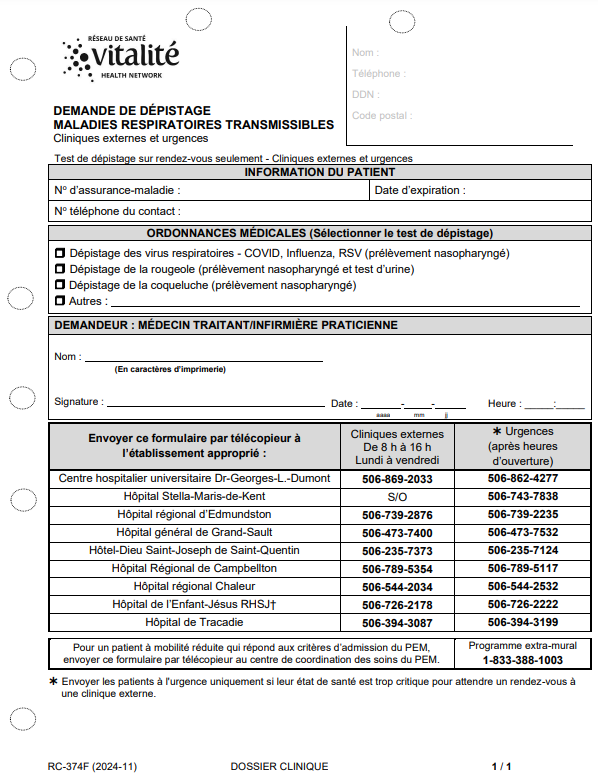 RÉSEAU DE SANTÉ
vitalité
HEALTH NETWORK
Nom :
Téléphone :
DDN :
Code postal :
DEMANDE DE DÉPISTAGE
MALADIES RESPIRATOIRES TRANSMISSIBLES
Cliniques externes et urgences
Test de dépistage sur rendez-vous seulement - Cliniques externes et urgences
INFORMATION DU PATIENT
N° d'assurance-maladie : Date d'expiration :
N° téléphone du contact :
ORDONNANCES MÉDICALES (Sélectionner le test de dépistage)
Dépistage des virus respiratoires - COVID, Influenza, RSV (prélèvement nasopharyngé)
Dépistage de la rougeole (prélèvement nasopharyngé et test d'urine)
Dépistage de la coqueluche (prélèvement nasopharyngé)
Autres :
DEMANDEUR : MÉDECIN TRAITANT/INFIRMIÈRE PRATICIENNE
Nom :
(En caractères d'imprimerie)
Signature : Date : - - Heure : :
aaaa mm jj
Envoyer ce formulaire par télécopieur à l'établissement approprié : Cliniques externes De 8 h à 16 h Lundi à vendredi * Urgences (après heures d'ouverture)
Centre hospitalier universitaire Dr-Georges-L.-Dumont 506-869-2033 506-862-4277
Hôpital Stella-Maris-de-Kent S/O 506-743-7838
Hôpital régional d'Edmundston 506-739-2876 506-739-2235
Hôpital général de Grand-Sault 506-473-7400 506-473-7532
Hôtel-Dieu Saint-Joseph de Saint-Quentin 506-235-7373 506-235-7124
Hôpital Régional de Campbellton 506-789-5354 506-789-5117
Hôpital régional Chaleur 506-544-2034 506-544-2532
Hôpital de l'Enfant-Jésus RHSJ† 506-726-2178 506-726-2222
Hôpital de Tracadie 506-394-3087 506-394-3199
Pour un patient à mobilité réduite qui répond aux critères d'admission du PEM,
envoyer ce formulaire par télécopieur au centre de coordination des soins du PEM.
Programme extra-mural
1-833-388-1003
* Envoyer les patients à l'urgence uniquement si leur état de santé est trop critique pour attendre un rendez-vous à
une clinique externe.
RC-374F (2024-11) DOSSIER CLINIQUE 1 / 1